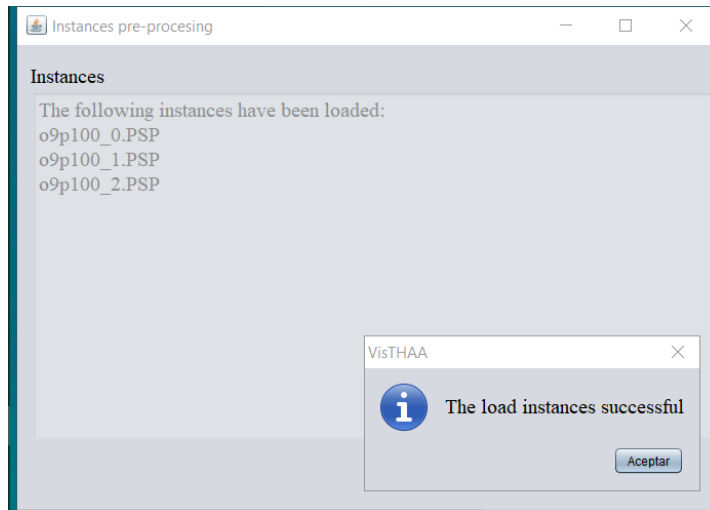 Instances pre-procesing
Instances
The following instances have been loaded:
o9p100_0.PSP
o9p100_1.PSP
o9p100_2.PSP
VisTHAA
The load instances successful
Aceptar